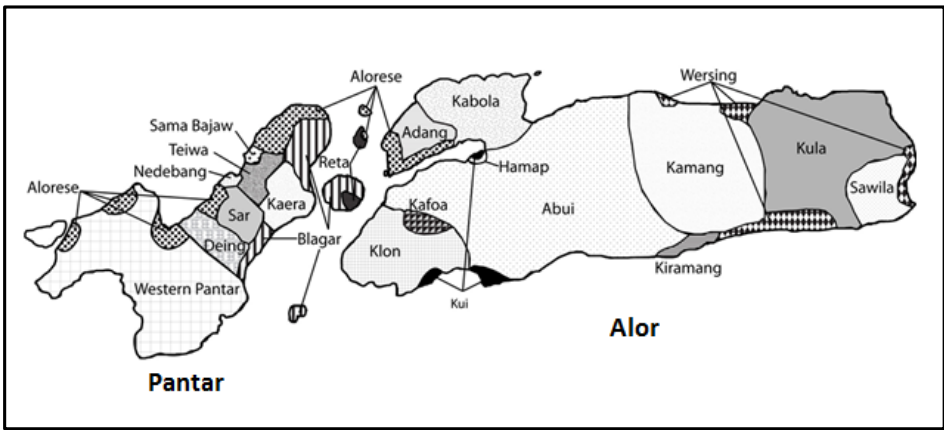 Alorese
Wersing
Kabola
Sama Bajaw
Adang
Teiwa
Reta
Kula
Nedebang
Hamap
Kamang
Alorese
Kaera
Sawila
Kafoa
Abui
Sar
Deing
Blagar
Klon
Kiramang
Western Pantar
Kui
Alor
Pantar